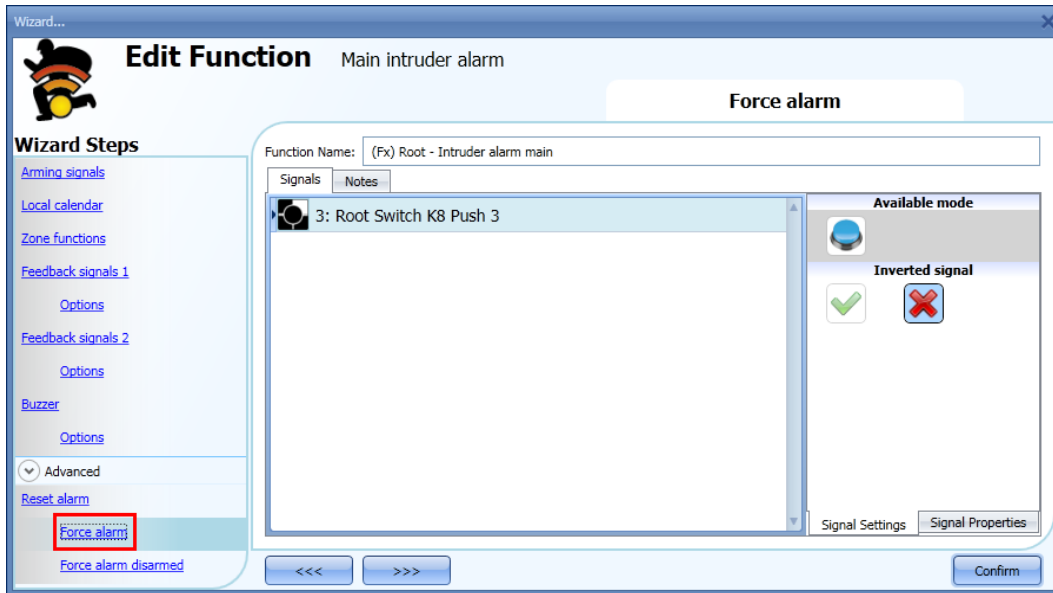 Wizard...
Edit Function Main intruder alarm
Force alarm
Wizard Steps
Arming signals
Local calendar
Zone functions
Feedback signals 1
Options
Feedback signals 2
Options
Buzzer
Options
Advanced
Reset alarm
Force alarm
Force alarm disarmed
Function Name: (Fx) Root - Intruder alarm main
Signals Notes
3: Root Switch K8 Push 3
Available mode
Inverted signal
Signal Settings Signal Properties
<<< >>> Confirm